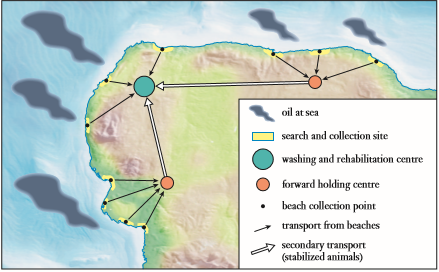 oil at sea
search and collection site
washing and rehabilitation centre
forward holding centre
beach collection point
transport from beaches
secondary transport
(stabilized animals)